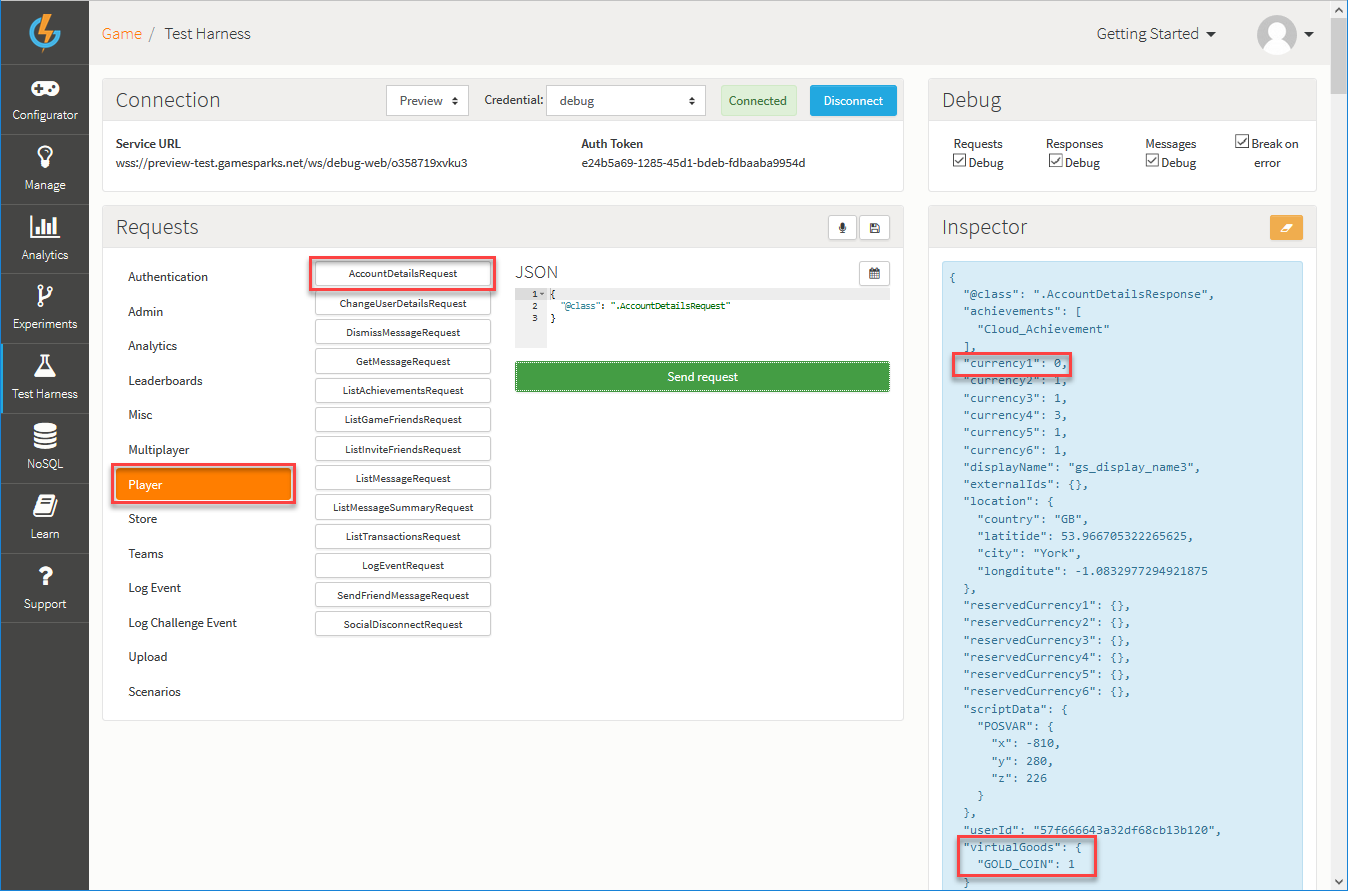 Game / Test Harness
Getting Started
Configurator
Manage
Analytics
Experiments
Test Harness
NoSQL
Learn
Support
Connection
Preview
Credential:
debug
Connected
Disconnect
Service URL
wss://preview-test.gamesparks.net/ws/debug-web/o358719xvku3
Auth Token
e24b5a69-1285-45d1-bdeb-fdbaaba9954d
Debug
Requests
Debug
Responses
Debug
Messages
Debug
Break on
error
Requests
Authentication
Admin
Analytics
Leaderboards
Misc
Multiplayer
Player
Store
Teams
Log Event
Log Challenge Event
Upload
Scenarios
AccountDetailsRequest
ChangeUserDetailsRequest
DismissMessageRequest
GetMessageRequest
ListAchievementsRequest
ListGameFriendsRequest
ListInviteFriendsRequest
ListMessageRequest
ListMessageSummaryRequest
ListTransactionsRequest
LogEventRequest
SendFriendMessageRequest
SocialDisconnectRequest
JSON
1 {
2 "@class": ".AccountDetailsRequest"
3 }
Send request
Inspector
{
"@class": ".AccountDetailsResponse",
"achievements": [
"Cloud_Achievement"
],
"currency1": 0,
"currency2": 1,
"currency3": 1,
"currency4": 3,
"currency5": 1,
"currency6": 1,
"displayName": "gs_display_name3",
"externalIds": {},
"location": {
"country": "GB",
"latitide": 53.966705322265625,
"city": "York",
"longditute": -1.0832977294921875
},
"reservedCurrency1": {},
"reservedCurrency2": {},
"reservedCurrency3": {},
"reservedCurrency4": {},
"reservedCurrency5": {},
"reservedCurrency6": {},
"scriptData": {
"POSVAR": {
"x": -810,
"y": 280,
"z": 226
}
},
"userId": "57f666643a32df68cb13b120",
"virtualGoods": {
"GOLD_COIN": 1
}